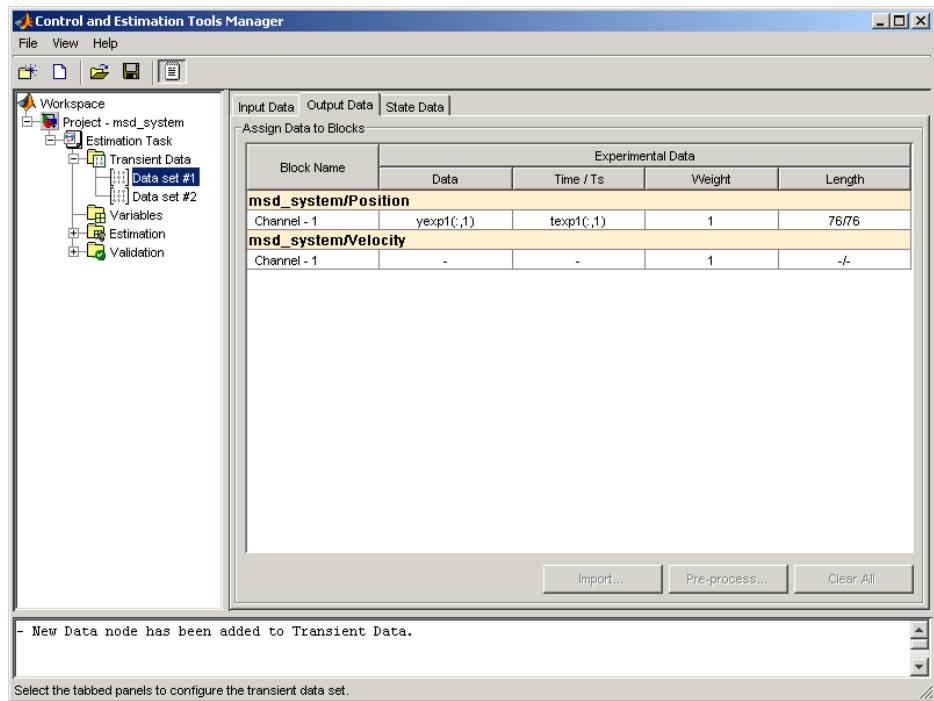 Control and Estimation Tools Manager
File View Help
Workspace
Project - msd_system
Estimation Task
Transient Data
Data set #1
Data set #2
Variables
Estimation
Validation
Input Data Output Data State Data
Assign Data to Blocks
Block Name Experimental Data
Data Time / Ts Weight Length
msd_system/Position
Channel - 1 yexp1(:,1) texp1(:,1) 1 76/76
msd_system/Velocity
Channel - 1 - - 1 -/-
Import... Pre-process... Clear All
- New Data node has been added to Transient Data.
Select the tabbed panels to configure the transient data set.